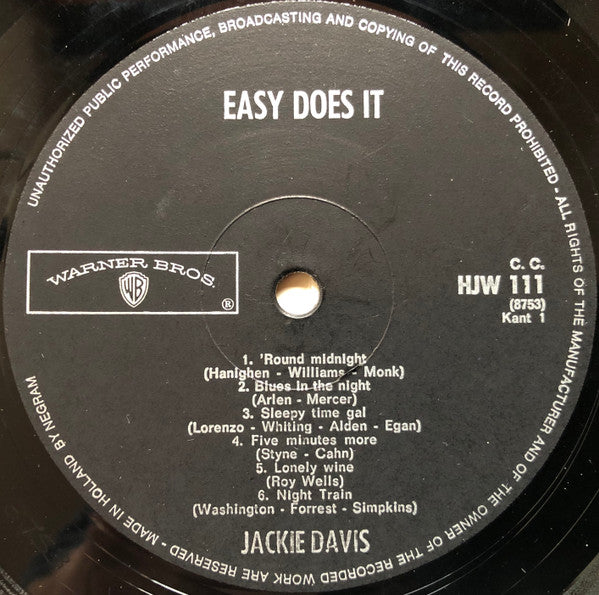 UNAUTHORIZED PUBLIC PERFORMANCE, BROADCASTING AND COPYING OF THIS RECORD PROHIBITED - ALL RIGHTS OF THE MANUFACTURER AND OF THE OWNER OF THE RECORDED WORK ARE RESERVED - MADE IN HOLLAND BY NEGRAM
EASY DOES IT
WARNER BROS.
WB
®
C. C.
HJW 111
(8753)
Kant 1
1. 'Round midnight
(Hanighen - Williams - Monk)
2. Blues in the night
(Arlen - Mercer)
3. Sleepy time gal
(Lorenzo - Whiting - Alden - Egan)
4. Five minutes more
(Styne - Cahn)
5. Lonely wine
(Roy Wells)
6. Night Train
(Washington - Forrest - Simpkins)
JACKIE DAVIS